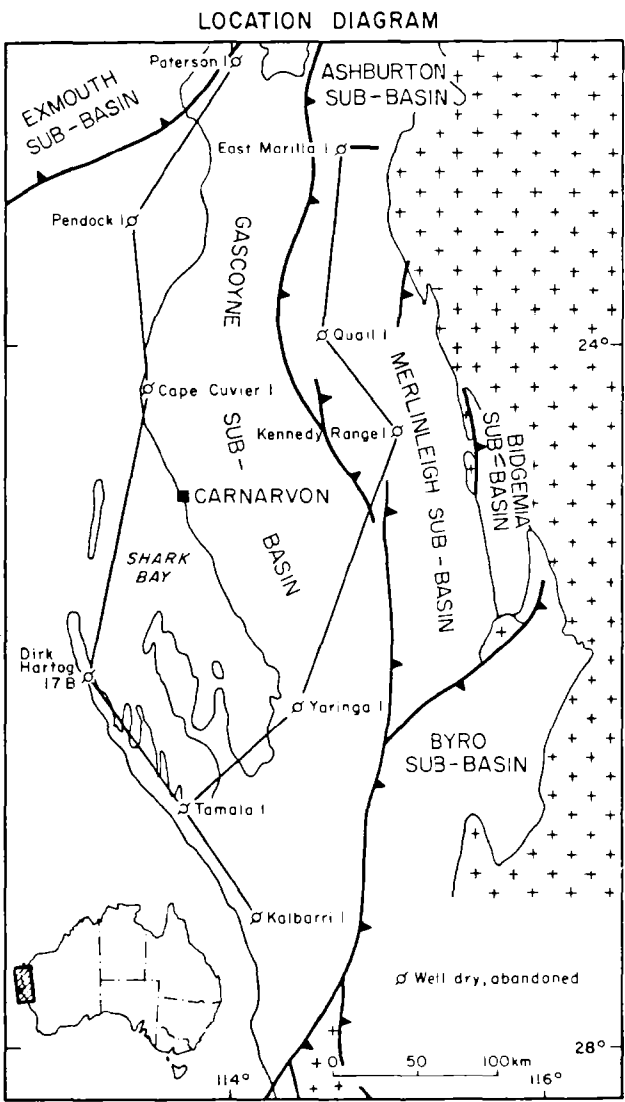 LOCATION DIAGRAM
Paterson 1
EXMOUTH
SUB-BASIN
ASHBURTON
SUB-BASIN
East Marilla 1
Pendock 1
GASCOYNE
SUB-
BASIN
Quail 1
24°
MERLINLEIGH SUB-BASIN
BIDGEMIA
SUB-BASIN
Cape Cuvier 1
Kennedy Range 1
CARNARVON
SHARK
BAY
Dirk
Hartog
17B
Yaringa 1
BYRO
SUB-BASIN
Tamala 1
Kalbarri 1
Well dry, abandoned
28°
0 50 100km
114° 116°